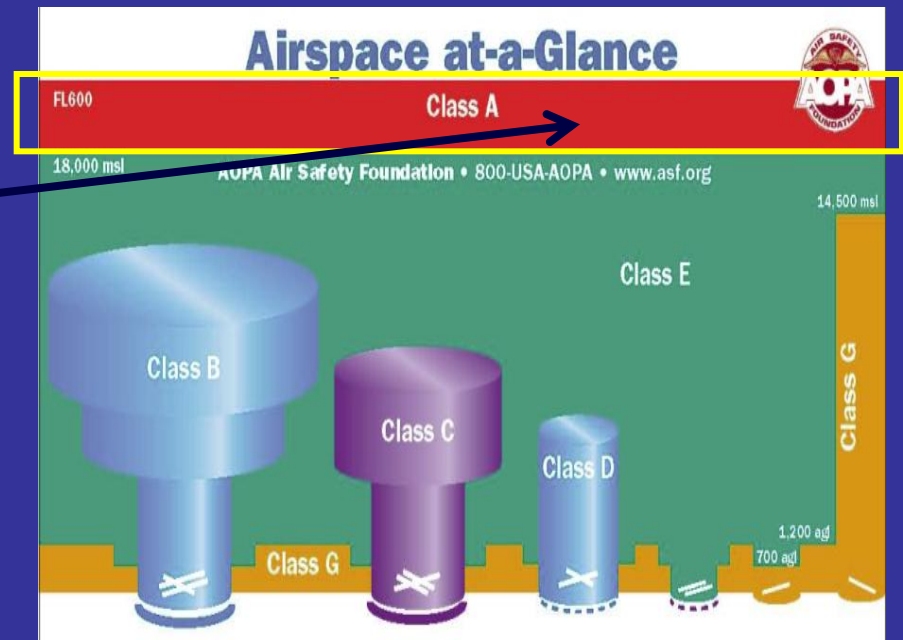 Airspace at-a-Glance
AIR SAFETY
AOPA
FOUNDATION
FL600
Class A
18,000 msl
AOPA Air Safety Foundation • 800-USA-AOPA • www.asf.org
14,500 msl
Class E
Class B
Class G
Class C
Class D
1,200 agl
700 agl
Class G